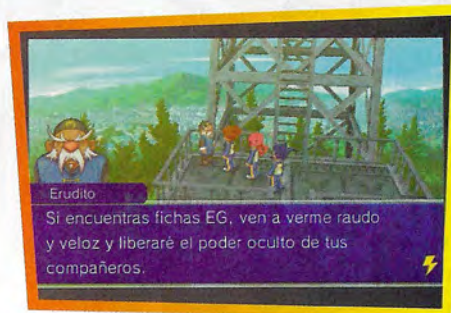 Erudito
Si encuentras fichas EG, ven a verme raudo
y veloz y liberaré el poder oculto de tus
compañeros.